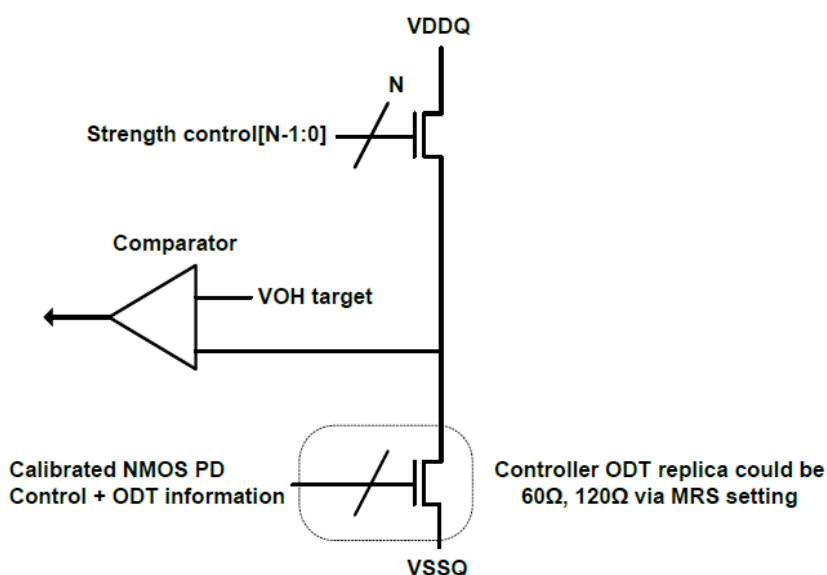 VDDQ
N
Strength control[N-1:0]
Comparator
VOH target
Calibrated NMOS PD
Control + ODT information
Controller ODT replica could be
60Ω, 120Ω via MRS setting
VSSQ